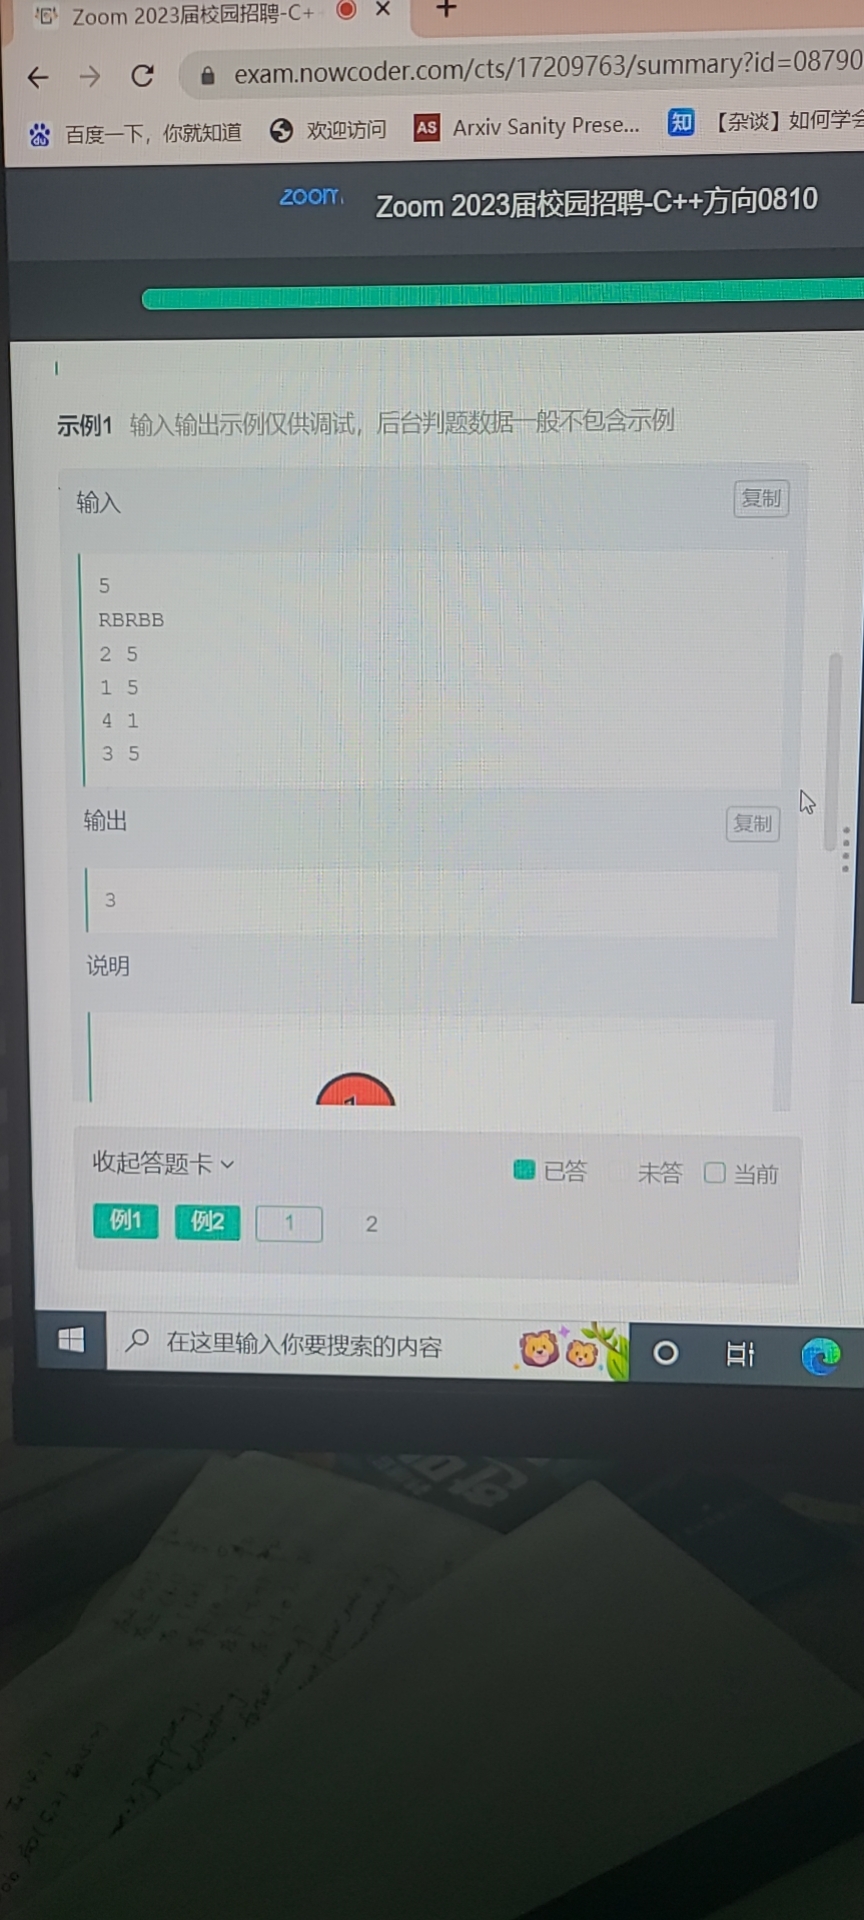 Zoom 2023届校园招聘-C+
exam.nowcoder.com/cts/17209763/summary?id=08790
百度一下，你就知道 欢迎访问 AS Arxiv Sanity Prese... 知 【杂谈】如何学会
zoom Zoom 2023届校园招聘-C++方向0810
示例1 输入输出示例仅供调试，后台判题数据一般不包含示例
输入 复制
5
RBRBB
2 5
1 5
4 1
3 5
输出 复制
3
说明
1
收起答题卡 已答 未答 当前
例1 例2 1 2
在这里输入你要搜索的内容